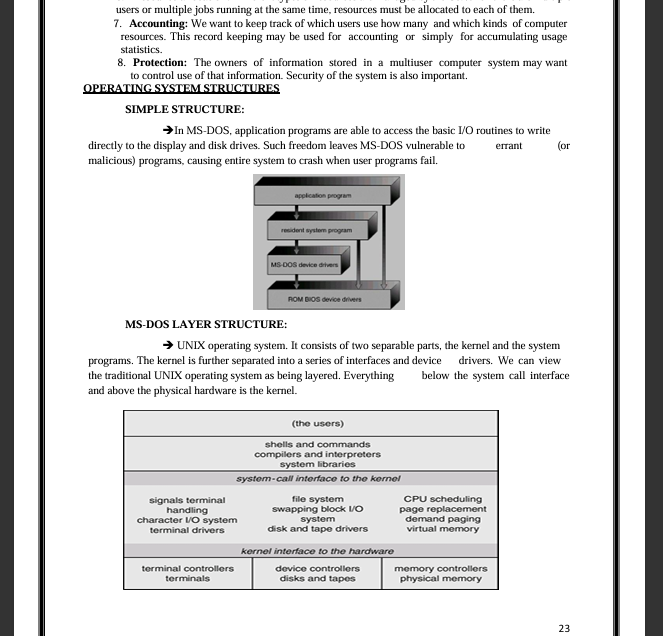 users or multiple jobs running at the same time, resources must be allocated to each of them.
7. Accounting: We want to keep track of which users use how many and which kinds of computer
resources. This record keeping may be used for accounting or simply for accumulating usage
statistics.
8. Protection: The owners of information stored in a multiuser computer system may want
to control use of that information. Security of the system is also important.
OPERATING SYSTEM STRUCTURES
SIMPLE STRUCTURE:
➔In MS-DOS, application programs are able to access the basic I/O routines to write
directly to the display and disk drives. Such freedom leaves MS-DOS vulnerable to errant (or
malicious) programs, causing entire system to crash when user programs fail.
application program
resident system program
MS-DOS device drivers
ROM BIOS device drivers
MS-DOS LAYER STRUCTURE:
➔ UNIX operating system. It consists of two separable parts, the kernel and the system
programs. The kernel is further separated into a series of interfaces and device drivers. We can view
the traditional UNIX operating system as being layered. Everything below the system call interface
and above the physical hardware is the kernel.
(the users)
shells and commands
compilers and interpreters
system libraries
system-call interface to the kernel
signals terminal
handling
character I/O system
terminal drivers
file system
swapping block I/O
system
disk and tape drivers
CPU scheduling
page replacement
demand paging
virtual memory
kernel interface to the hardware
terminal controllers
terminals
device controllers
disks and tapes
memory controllers
physical memory
23